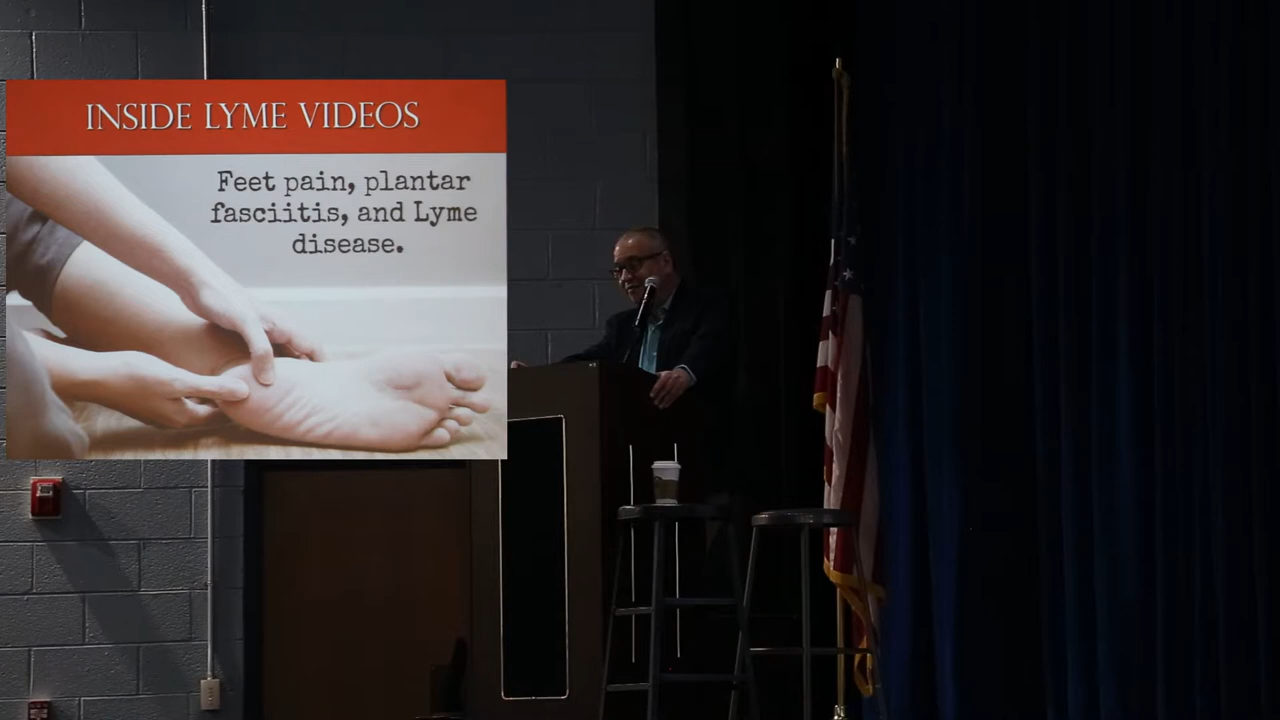 INSIDE LYME VIDEOS
Feet pain, plantar
fasciitis, and Lyme
disease.